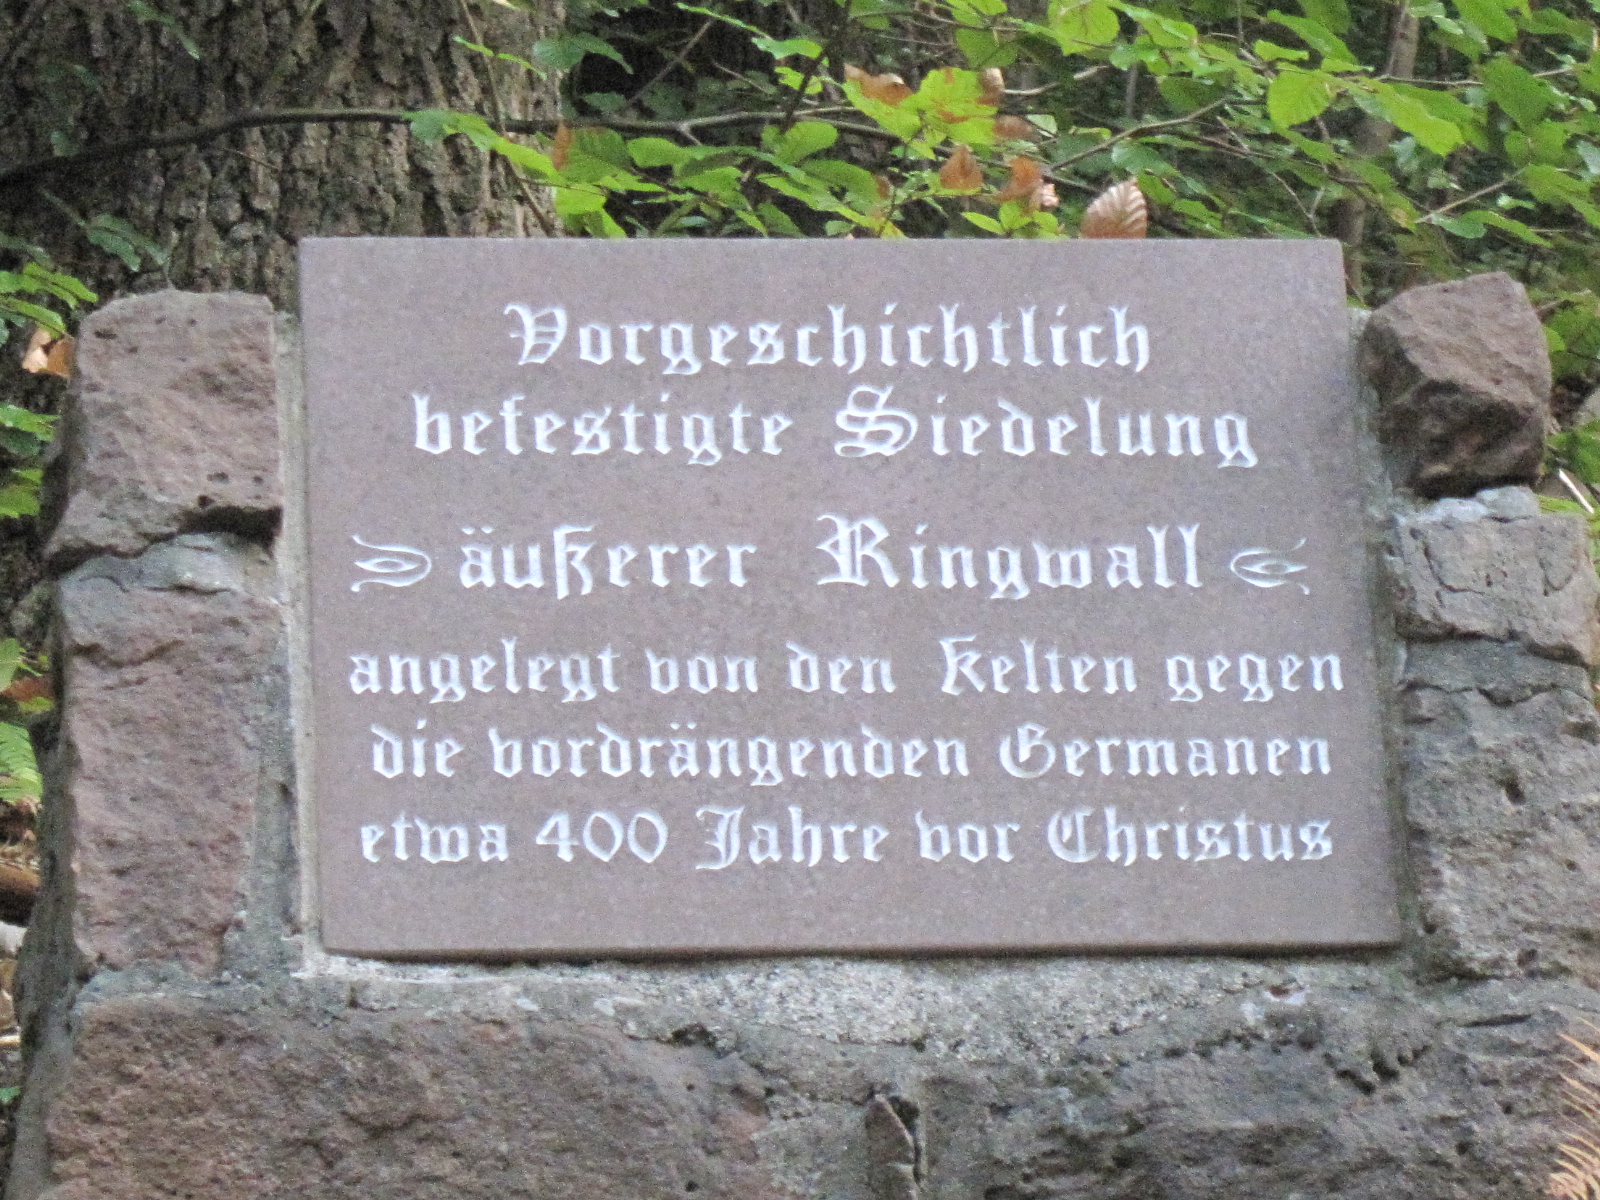 Vorgeschichtlich
befestigte Siedelung
äußerer Ringwall
angelegt von den Kelten gegen
die vordrängenden Germanen
etwa 400 Jahre vor Christus